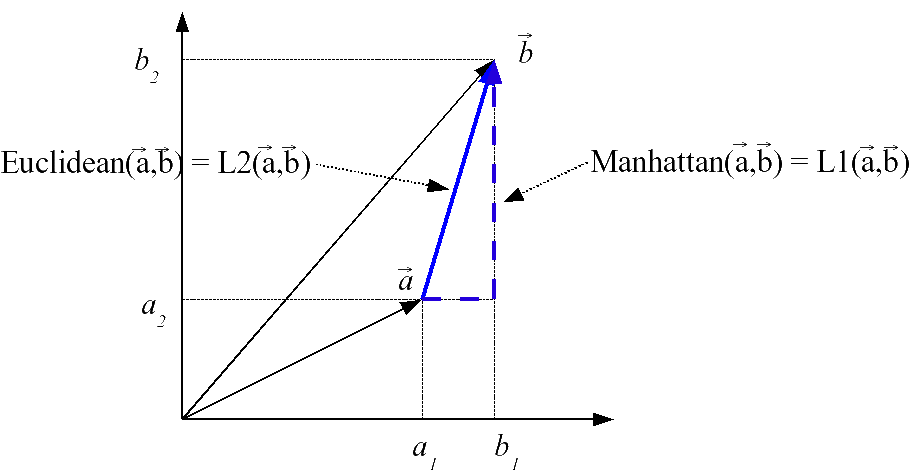 b⃗
b₂
Euclidean(a⃗,b⃗) = L2(a⃗,b⃗)
Manhattan(a⃗,b⃗) = L1(a⃗,b⃗)
a⃗
a₂
a₁
b₁